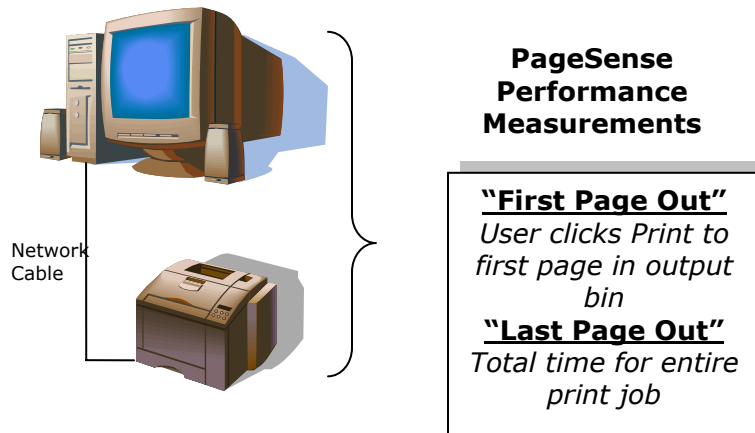 PageSense
Performance
Measurements
“First Page Out”
User clicks Print to
first page in output
bin
“Last Page Out”
Total time for entire
print job
Network
Cable